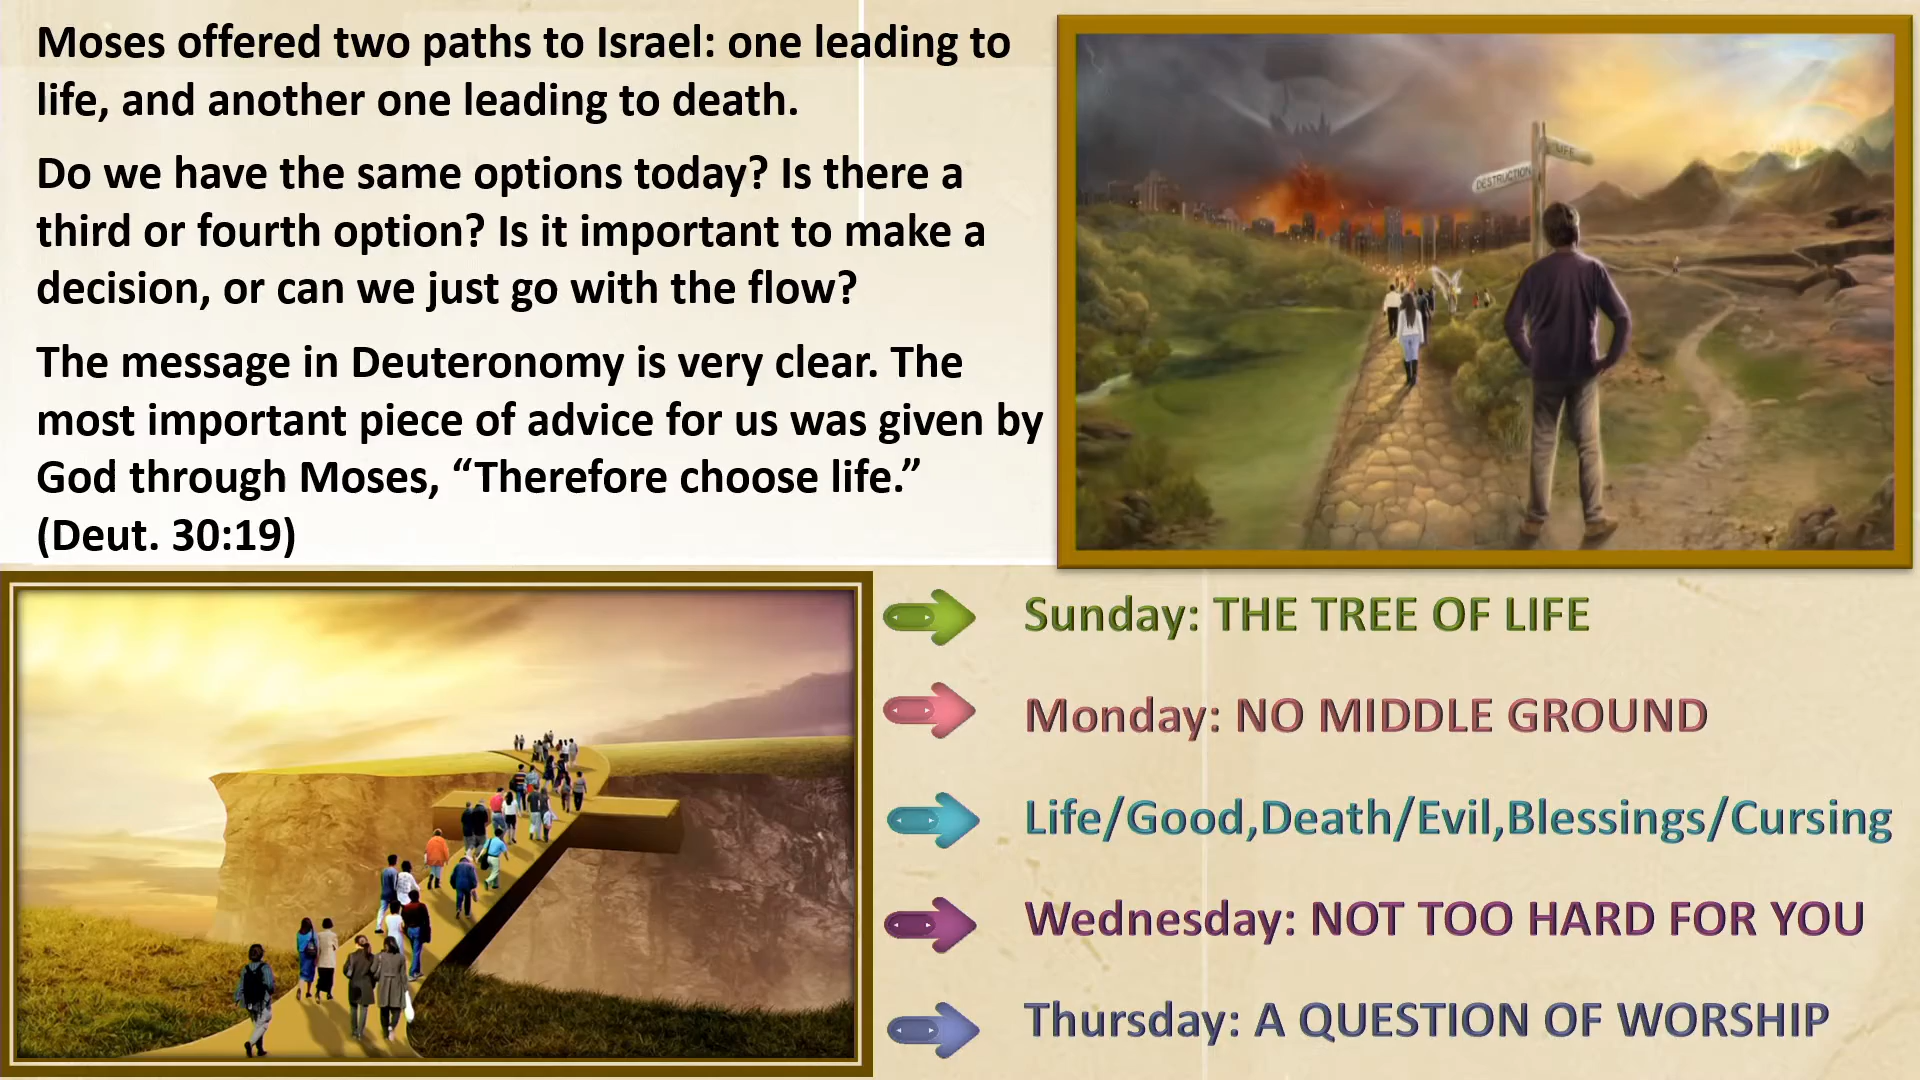 Moses offered two paths to Israel: one leading to
life, and another one leading to death.
Do we have the same options today? Is there a
third or fourth option? Is it important to make a
decision, or can we just go with the flow?
The message in Deuteronomy is very clear. The
most important piece of advice for us was given by
God through Moses, “Therefore choose life.”
(Deut. 30:19)
LIFE
DESTRUCTION
Sunday: THE TREE OF LIFE
Monday: NO MIDDLE GROUND
Life/Good,Death/Evil,Blessings/Cursing
Wednesday: NOT TOO HARD FOR YOU
Thursday: A QUESTION OF WORSHIP